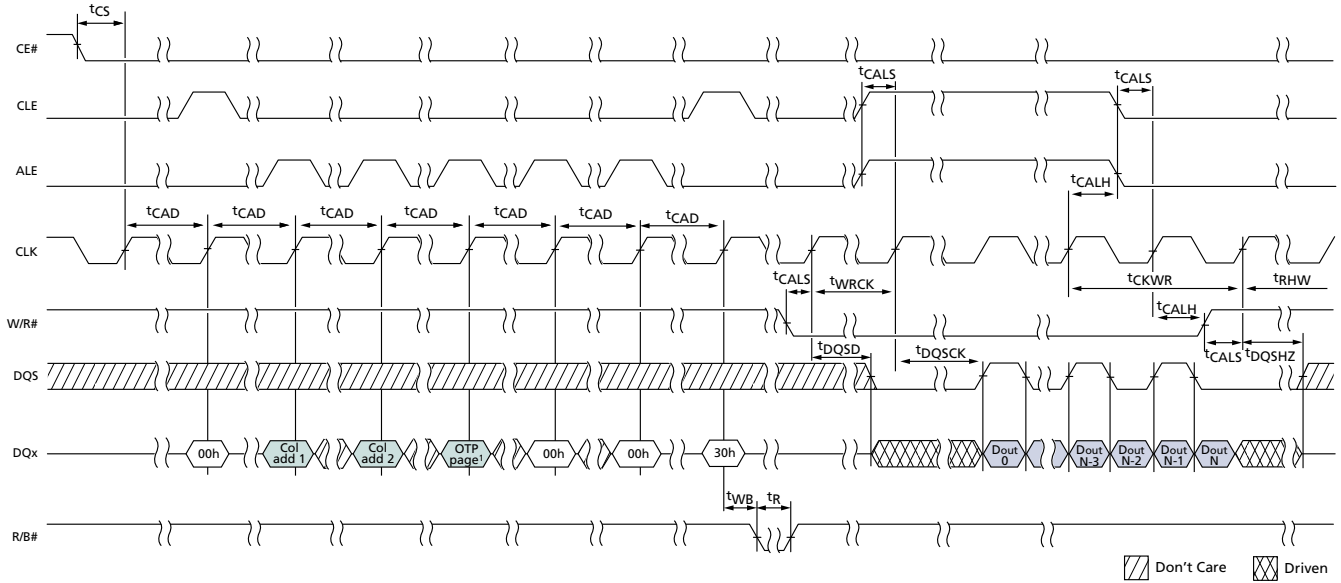 tCS
CE#
tCALS
tCALS
CLE
ALE
tCALH
tCAD
tCAD
tCAD
tCAD
tCAD
tCAD
tCAD
CLK
tCALS
tWRCK
tCKWR
tRHW
tCALH
W/R#
tDQSD
tDQSCK
tCALS
tDQSHZ
DQS
DQx
00h
Col add 1
Col add 2
OTP page1
00h
00h
30h
Dout 0
Dout N-3
Dout N-2
Dout N-1
Dout N
tWB
tR
R/B#
Don't Care
Driven